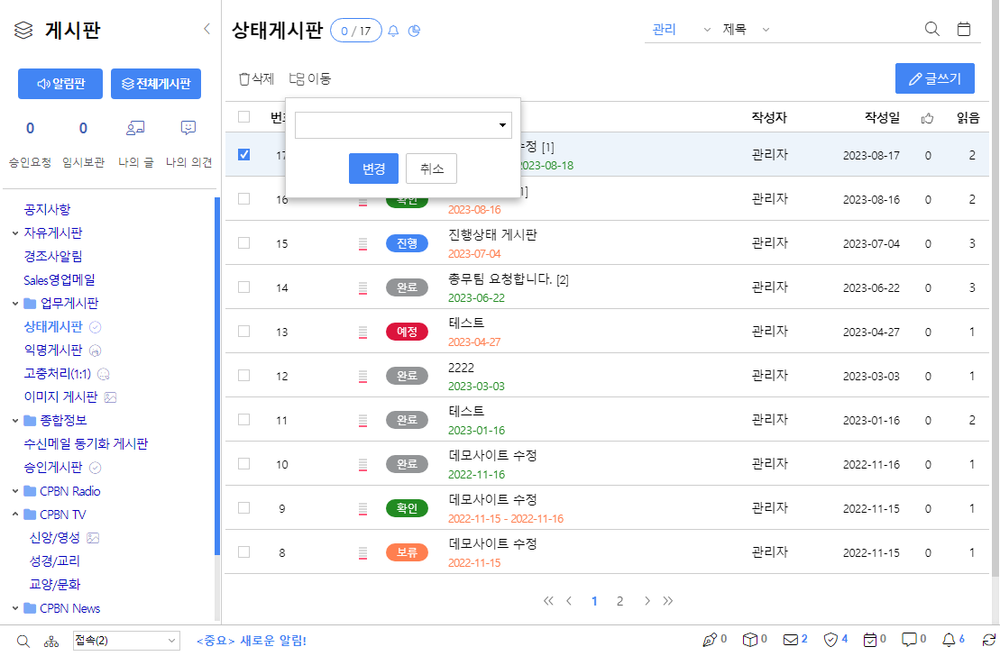 게시판
알림판 전체게시판
0 0
승인요청 임시보관 나의 글 나의 의견
공지사항
자유게시판
경조사알림
Sales영업메일
업무게시판
상태게시판
익명게시판
고충처리(1:1)
이미지 게시판
종합정보
수신메일 동기화 게시판
승인게시판
CPBN Radio
CPBN TV
신앙/영성
성경/교리
교양/문화
CPBN News
상태게시판 0 / 17
관리 제목
삭제 이동 글쓰기
작성자 작성일 읽음
변경 취소
[1] 관리자 2023-08-17 0 2
2023-08-18
16 확인 관리자 2023-08-16 0 2
2023-08-16
15 진행 진행상태 게시판 관리자 2023-07-04 0 3
2023-07-04
14 완료 총무팀 요청합니다. [2] 관리자 2023-06-22 0 3
2023-06-22
13 예정 테스트 관리자 2023-04-27 0 1
2023-04-27
12 완료 2222 관리자 2023-03-03 0 1
2023-03-03
11 완료 테스트 관리자 2023-01-16 0 2
2023-01-16
10 완료 데모사이트 수정 관리자 2022-11-16 0 1
2022-11-16
9 확인 데모사이트 수정 관리자 2022-11-15 0 1
2022-11-15 - 2022-11-16
8 보류 데모사이트 수정 관리자 2022-11-15 0 1
2022-11-15
1 2
접속(2) <중요> 새로운 알림! 0 0 2 4 0 0 6